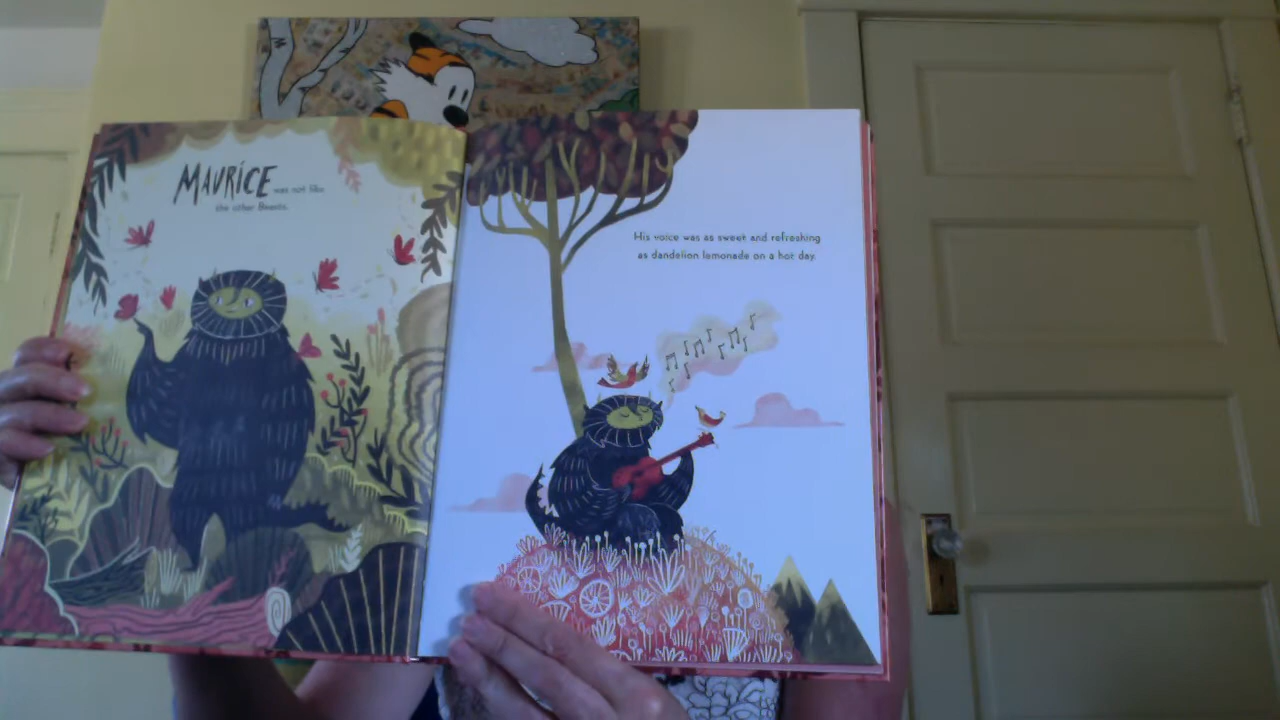 MAURICE was not like
the other Beasts.
His voice was as sweet and refreshing
as dandelion lemonade on a hot day.